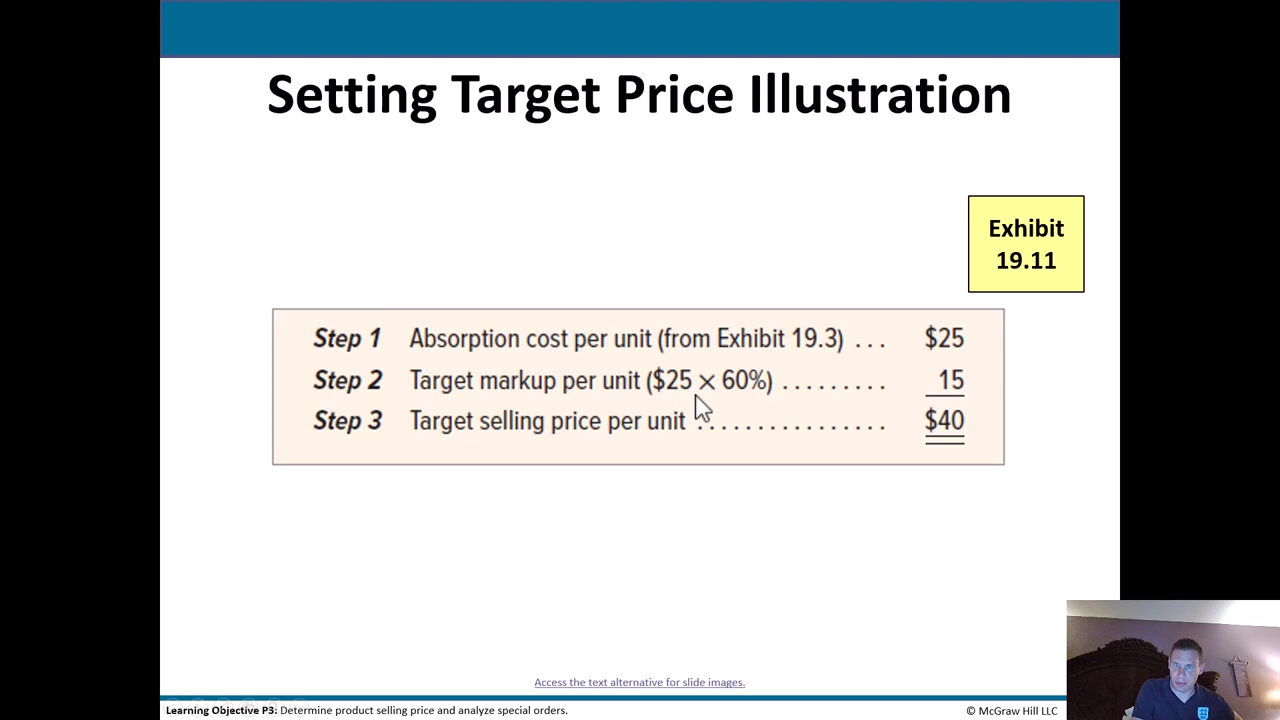 Setting Target Price Illustration
Exhibit
19.11
Step 1 Absorption cost per unit (from Exhibit 19.3) . . . $25
Step 2 Target markup per unit ($25 × 60%) . . . . . . . . . 15
Step 3 Target selling price per unit . . . . . . . . . . . . . . . . $40
Access the text alternative for slide images.
Learning Objective P3: Determine product selling price and analyze special orders.
© McGraw Hill LLC